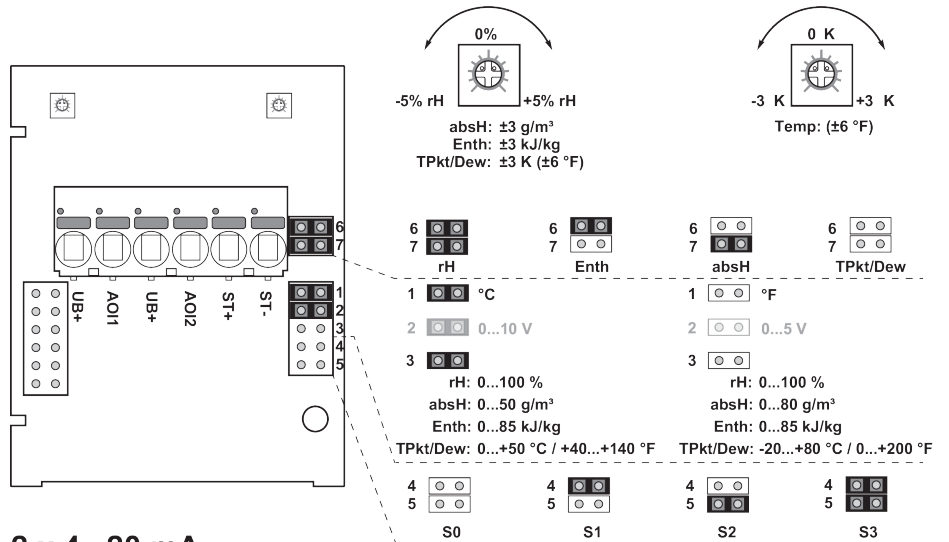 0%
-5% rH
+5% rH
absH: ±3 g/m³
Enth: ±3 kJ/kg
TPkt/Dew: ±3 K (±6 °F)
0 K
-3 K
+3 K
Temp: (±6 °F)
6
7
UB+
AOI1
UB+
AOI2
ST+
ST-
1
2
3
4
5
6
7
rH
6
7
Enth
6
7
absH
6
7
TPkt/Dew
1
°C
1
°F
2
0...10 V
2
0...5 V
3
3
rH: 0...100 %
absH: 0...50 g/m³
Enth: 0...85 kJ/kg
TPkt/Dew: 0...+50 °C / +40...+140 °F
rH: 0...100 %
absH: 0...80 g/m³
Enth: 0...85 kJ/kg
TPkt/Dew: -20...+80 °C / 0...+200 °F
4
5
S0
4
5
S1
4
5
S2
4
5
S3